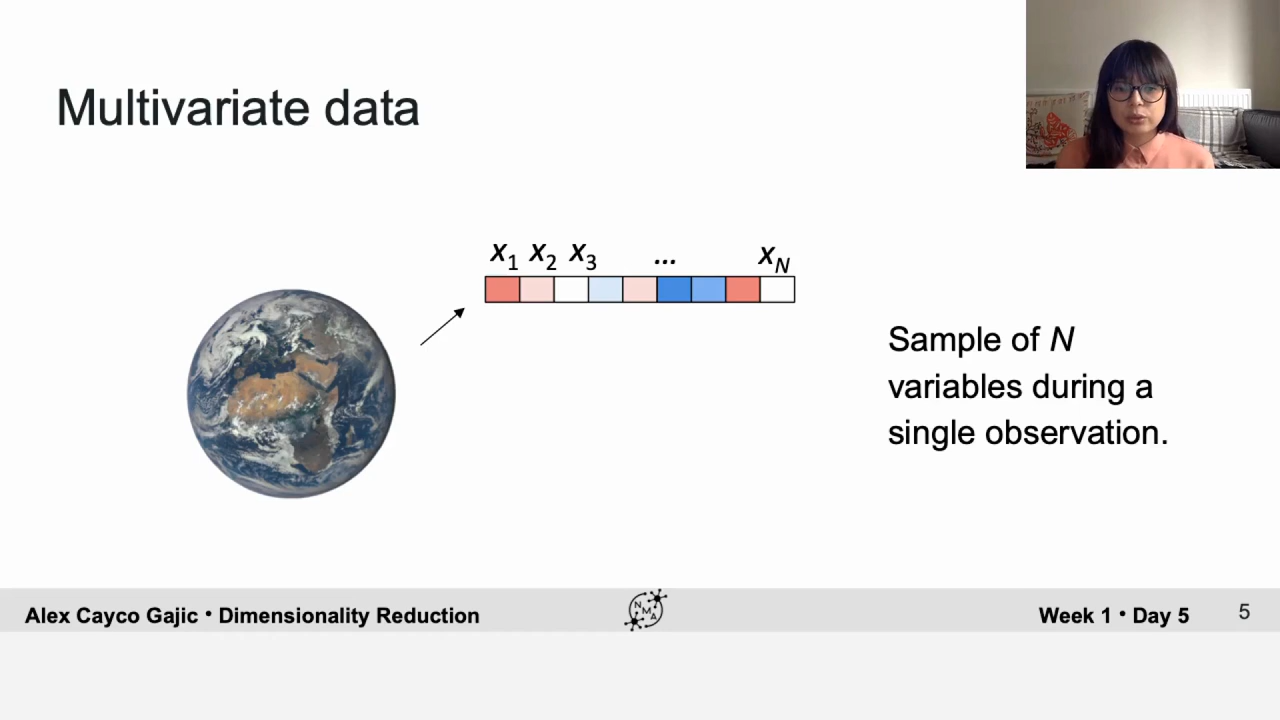 Multivariate data
x1 x2 x3 ... xN
Sample of N
variables during a
single observation.
Alex Cayco Gajic • Dimensionality Reduction
NMA
Week 1 • Day 5
5